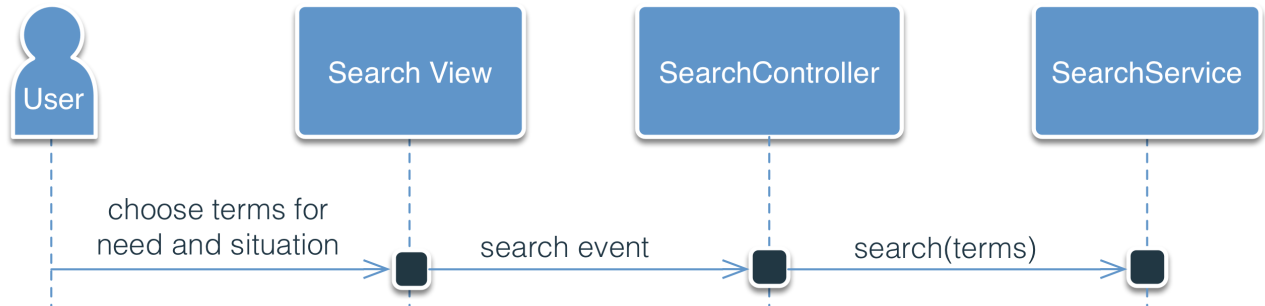 User
Search View
SearchController
SearchService
choose terms for
need and situation
search event
search(terms)